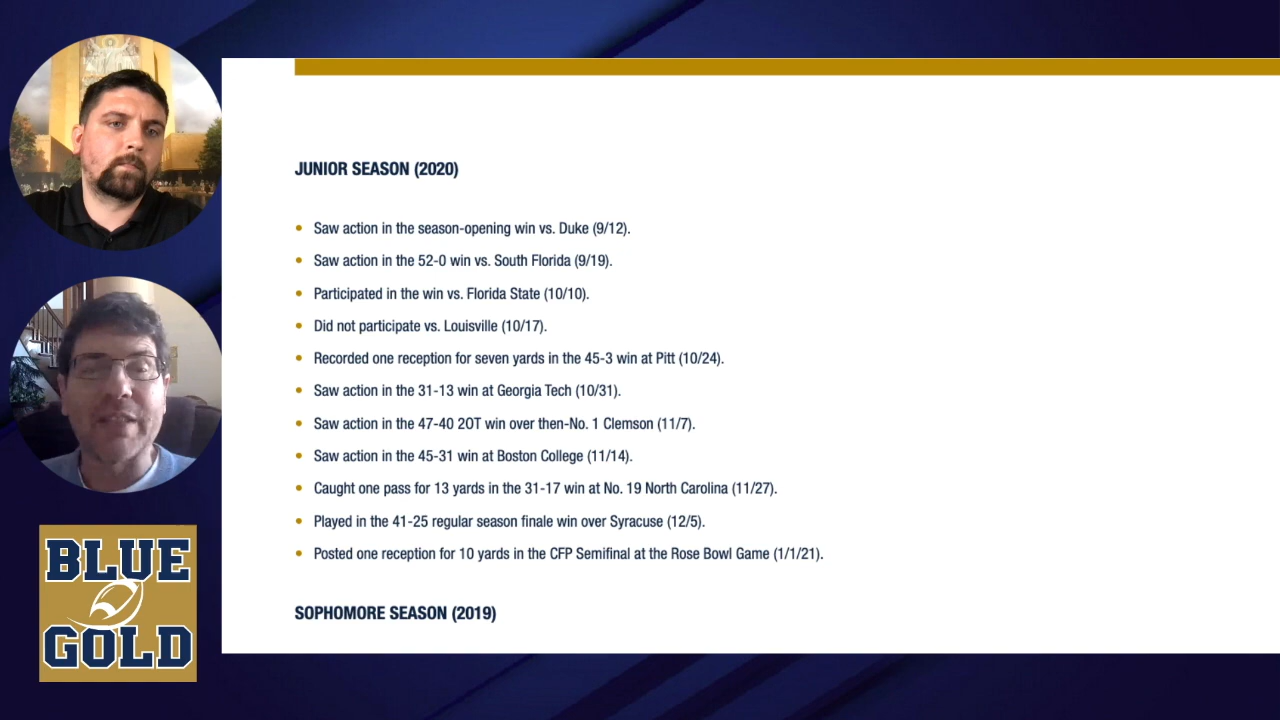 JUNIOR SEASON (2020)
• Saw action in the season-opening win vs. Duke (9/12).
• Saw action in the 52-0 win vs. South Florida (9/19).
• Participated in the win vs. Florida State (10/10).
• Did not participate vs. Louisville (10/17).
• Recorded one reception for seven yards in the 45-3 win at Pitt (10/24).
• Saw action in the 31-13 win at Georgia Tech (10/31).
• Saw action in the 47-40 2OT win over then-No. 1 Clemson (11/7).
• Saw action in the 45-31 win at Boston College (11/14).
• Caught one pass for 13 yards in the 31-17 win at No. 19 North Carolina (11/27).
• Played in the 41-25 regular season finale win over Syracuse (12/5).
• Posted one reception for 10 yards in the CFP Semifinal at the Rose Bowl Game (1/1/21).
SOPHOMORE SEASON (2019)
BLUE
GOLD